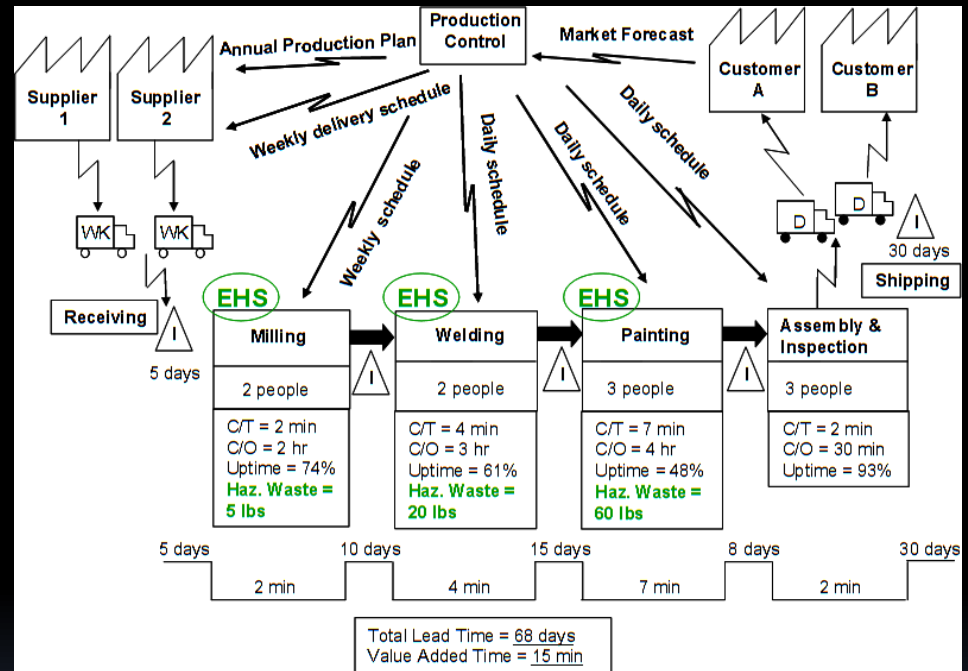 Production
Control
Annual Production Plan
Market Forecast
Supplier
1
Supplier
2
Customer
A
Customer
B
Weekly delivery schedule
Weekly schedule
Daily schedule
Daily schedule
Daily schedule
WK
WK
D
D
I
30 days
Shipping
Receiving
I
5 days
EHS
Milling
2 people
C/T = 2 min
C/O = 2 hr
Uptime = 74%
Haz. Waste =
5 lbs
I
EHS
Welding
2 people
C/T = 4 min
C/O = 3 hr
Uptime = 61%
Haz. Waste =
20 lbs
I
EHS
Painting
3 people
C/T = 7 min
C/O = 4 hr
Uptime = 48%
Haz. Waste =
60 lbs
I
Assembly &
Inspection
3 people
C/T = 2 min
C/O = 30 min
Uptime = 93%
5 days
10 days
15 days
8 days
30 days
2 min
4 min
7 min
2 min
Total Lead Time = 68 days
Value Added Time = 15 min